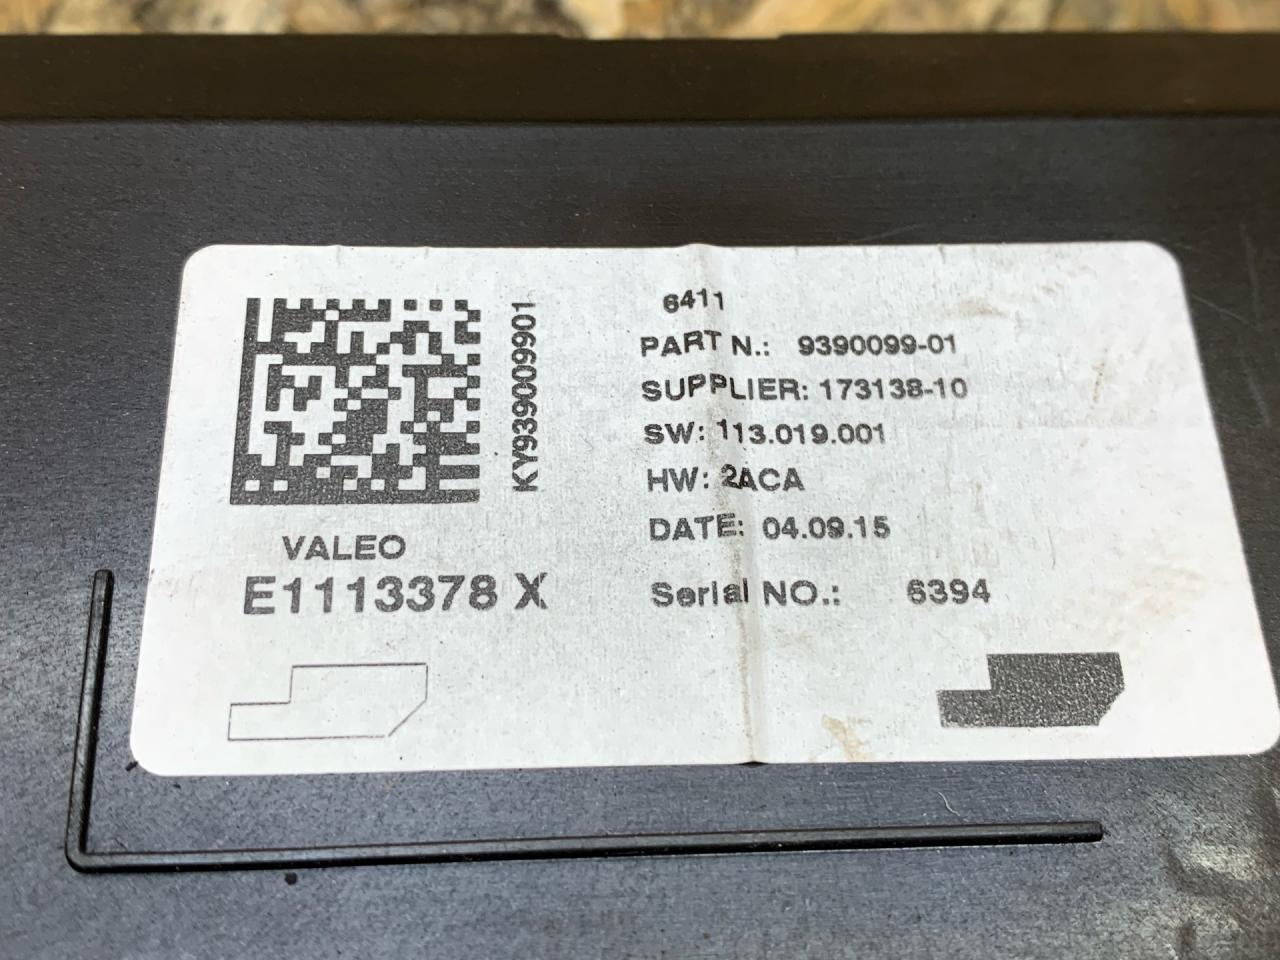 KY939009901
VALEO
E1113378 X
6411
PART N.: 9390099-01
SUPPLIER: 173138-10
SW: 113.019.001
HW: 2ACA
DATE: 04.09.15
Serial NO.: 6394